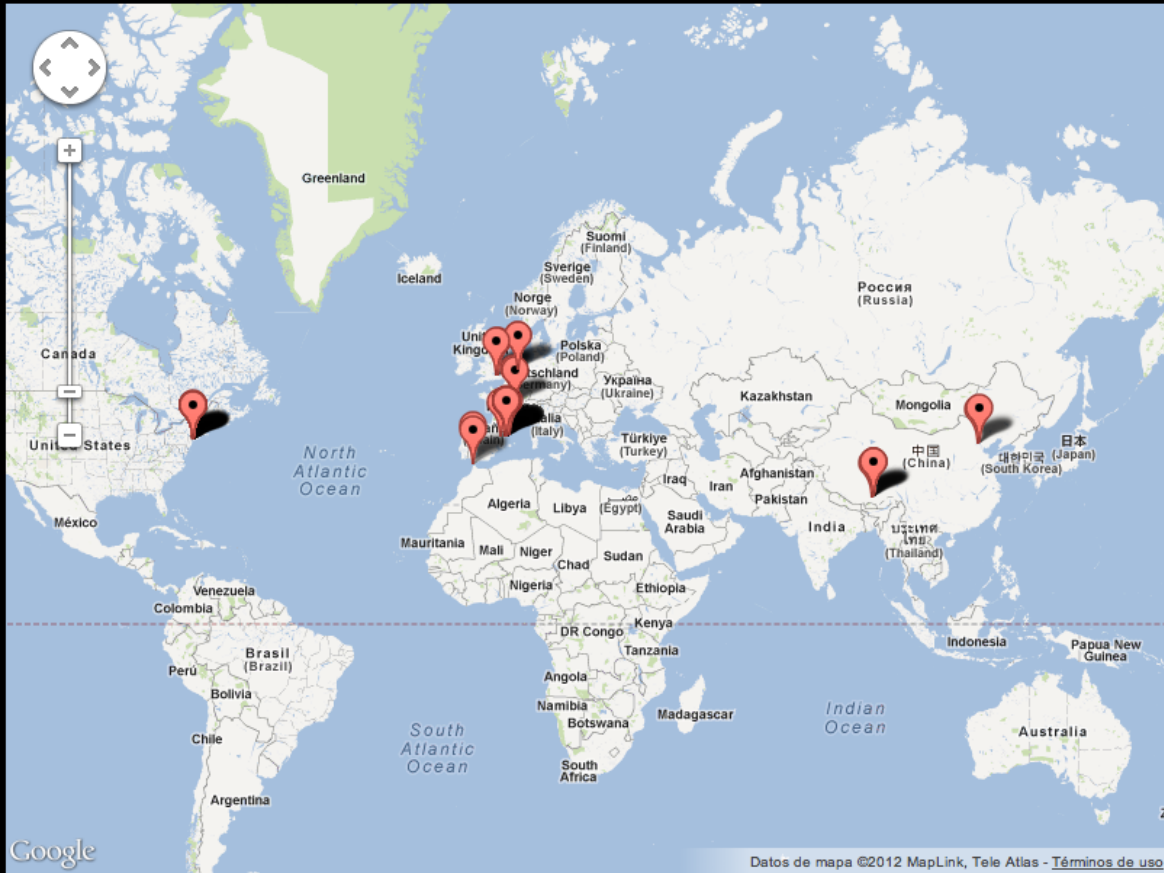 Greenland
Suomi
(Finland)
Iceland
Sverige
(Sweden)
Россия
(Russia)
Norge
(Norway)
Canada
Polska
(Poland)
Україна
(Ukraine)
Kazakhstan
Mongolia
United States
(Italy)
Türkiye
(Turkey)
中国
(China)
日本
(Japan)
대한민국
(South Korea)
North
Atlantic
Ocean
Afghanistan
Iraq
Iran
Pakistan
Algeria
Libya
(Egypt)
Saudi
Arabia
India
México
ประเทศ
ไทย
(Thailand)
Mauritania
Mali
Niger
Chad
Sudan
Nigeria
Ethiopia
Venezuela
Colombia
Kenya
DR Congo
Tanzania
Indonesia
Papua New
Guinea
Brasil
(Brazil)
Perú
Bolivia
Angola
Namibia
Botswana
Madagascar
Indian
Ocean
Chile
South
Atlantic
Ocean
Australia
South
Africa
Argentina
Google
Datos de mapa ©2012 MapLink, Tele Atlas - Términos de uso